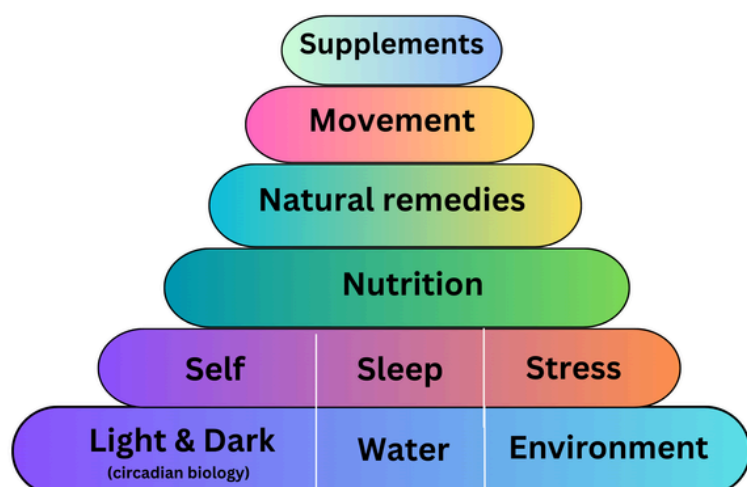 Supplements
Movement
Natural remedies
Nutrition
Self Sleep Stress
Light & Dark Water Environment
(circadian biology)